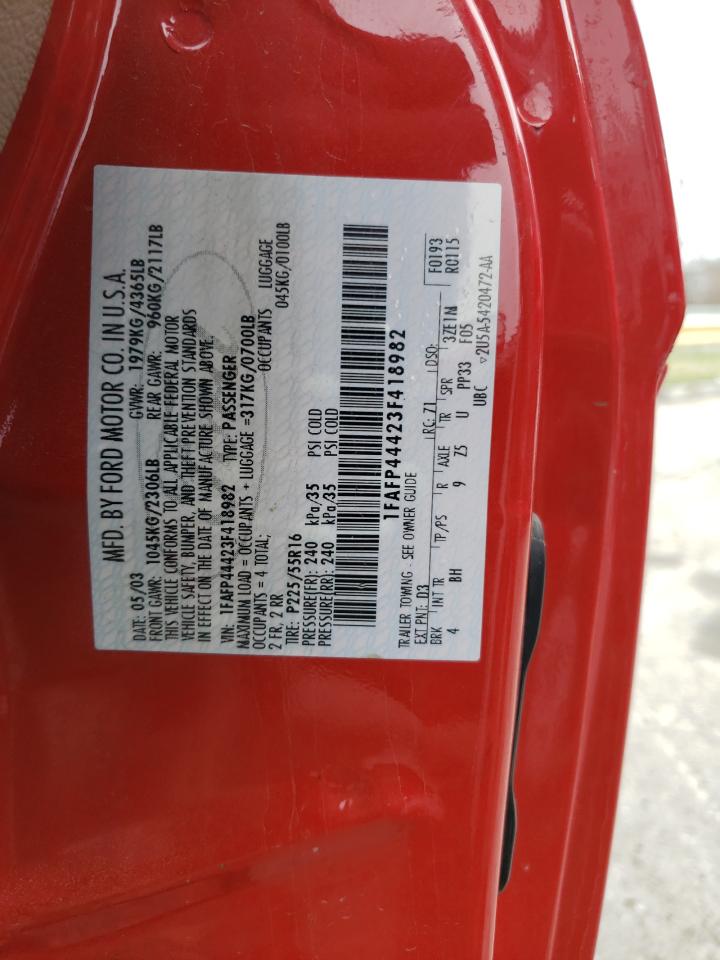 MFD. BY FORD MOTOR CO. IN U.S.A.
DATE: 05/03 GVWR: 1979KG/4365LB
FRONT GAWR: 1045KG/2306LB REAR GAWR: 960KG/2117LB
THIS VEHICLE CONFORMS TO ALL APPLICABLE FEDERAL MOTOR
VEHICLE SAFETY, BUMPER, AND THEFT PREVENTION STANDARDS
IN EFFECT ON THE DATE OF MANUFACTURE SHOWN ABOVE.
VIN: 1FAFP44423F418982 TYPE: PASSENGER
MAXIMUM LOAD = OCCUPANTS + LUGGAGE =317KG/0700LB
OCCUPANTS = 4 TOTAL; OCCUPANTS LUGGAGE
2 FR, 2 RR 045KG/0100LB
TIRE: P225/55R16
PRESSURE(FR): 240 kPa/35 PSI COLD
PRESSURE(RR): 240 kPa/35 PSI COLD
1FAFP44423F418982
TRAILER TOWING - SEE OWNER GUIDE
EXT PNT: D3 RC: 71 DSO: F0193
BRK INT TR TP/PS R AXLE TR SPR 3ZE1N R0115
4 BH 9 Z5 U PP33 F05
UBC ▽2U5A-5420472-AA